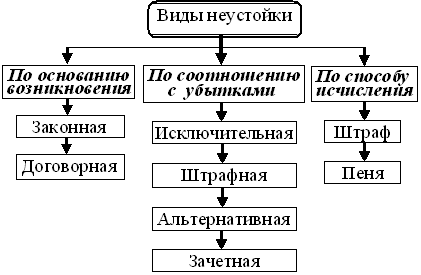 Виды неустойки
По основанию
возникновения
Законная
Договорная
По соотношению
с убытками
Исключительная
Штрафная
Альтернативная
Зачетная
По способу
исчисления
Штраф
Пеня